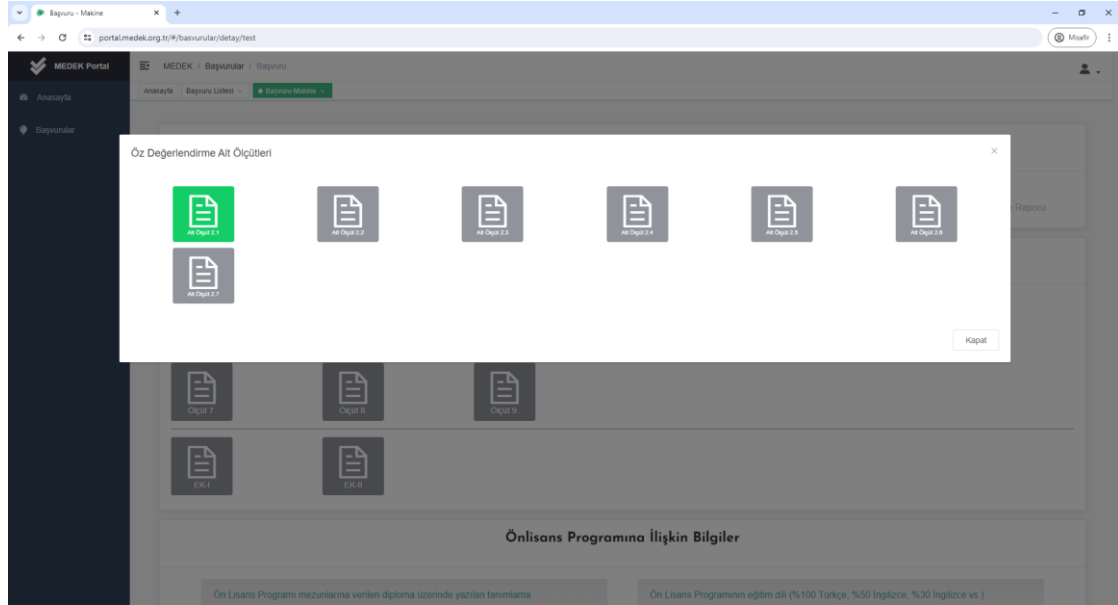 Başvuru - Makine
portal.medek.org.tr/#/basvurular/detay/test
Misafir
MEDEK Portal
MEDEK / Başvurular / Başvuru
Anasayfa
Anasayfa
Başvuru Listesi
Başvuru-Makine
Başvurular
Öz Değerlendirme Alt Ölçütleri
Alt Ölçüt 2.1
Alt Ölçüt 2.2
Alt Ölçüt 2.3
Alt Ölçüt 2.4
Alt Ölçüt 2.5
Alt Ölçüt 2.6
Raporu
Alt Ölçüt 2.7
Kapat
Ölçüt 7
Ölçüt 8
Ölçüt 9
EK-I
EK-II
Önlisans Programına İlişkin Bilgiler
Ön Lisans Programı mezunlarına verilen diploma üzerinde yazılan tanımlama
Ön Lisans Programının eğitim dili (%100 Türkçe, %50 İngilizce, %30 İngilizce vs.)